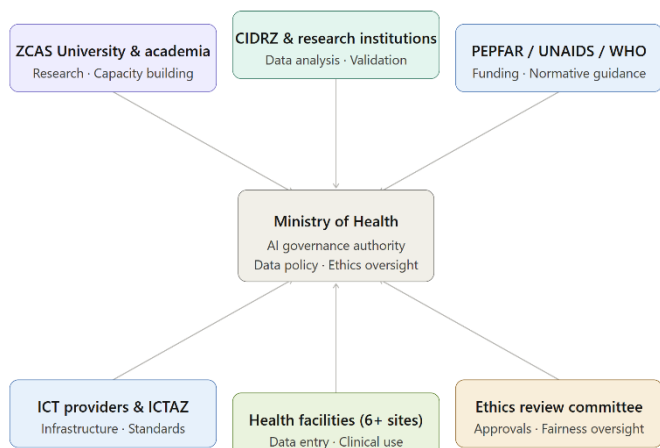 ZCAS University & academia
Research · Capacity building
CIDRZ & research institutions
Data analysis · Validation
PEPFAR / UNAIDS / WHO
Funding · Normative guidance
Ministry of Health
AI governance authority
Data policy · Ethics oversight
ICT providers & ICTAZ
Infrastructure · Standards
Health facilities (6+ sites)
Data entry · Clinical use
Ethics review committee
Approvals · Fairness oversight